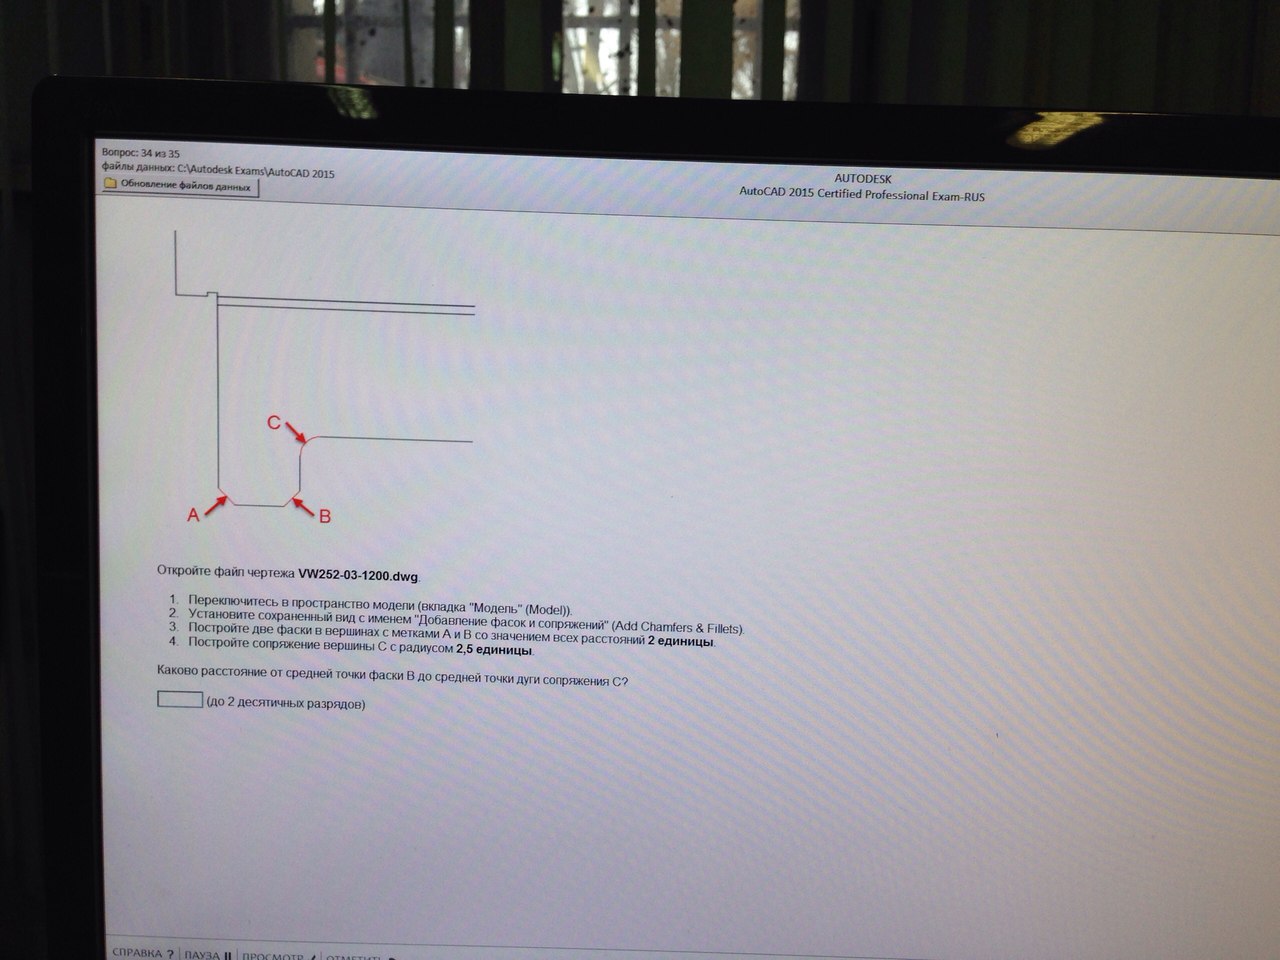 Вопрос: 34 из 35
файлы данных: C:\Autodesk Exams\AutoCAD 2015
Обновление файлов данных
AUTODESK
AutoCAD 2015 Certified Professional Exam-RUS
C
A
B
Откройте файл чертежа VW252-03-1200.dwg.
1. Переключитесь в пространство модели (вкладка "Модель" (Model)).
2. Установите сохраненный вид с именем "Добавление фасок и сопряжений" (Add Chamfers & Fillets).
3. Постройте две фаски в вершинах с метками A и B со значением всех расстояний 2 единицы.
4. Постройте сопряжение вершины C с радиусом 2,5 единицы.
Каково расстояние от средней точки фаски B до средней точки дуги сопряжения C?
(до 2 десятичных разрядов)
СПРАВКА ? ПАУЗА ПРОСМОТР ОТМЕТИТЬ